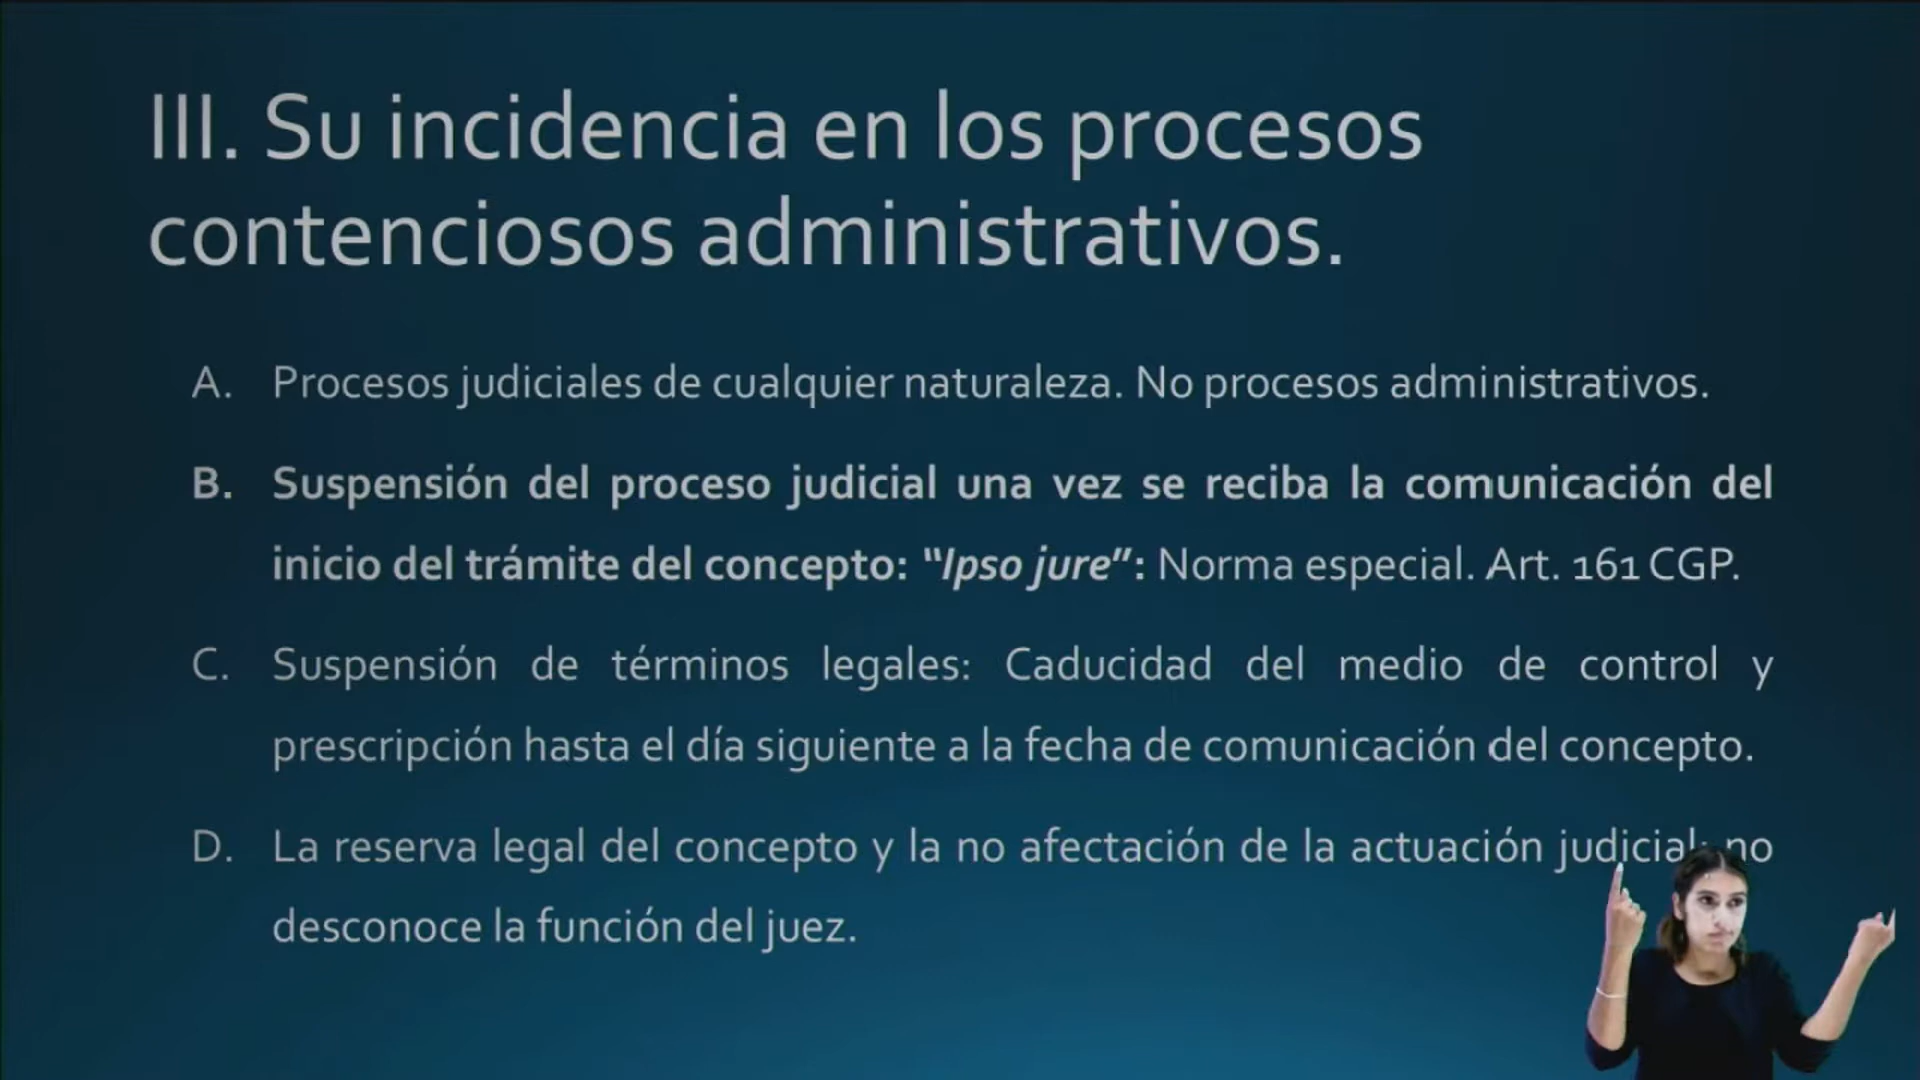 III. Su incidencia en los procesos
contenciosos administrativos.
A. Procesos judiciales de cualquier naturaleza. No procesos administrativos.
B. Suspensión del proceso judicial una vez se reciba la comunicación del
inicio del trámite del concepto: “Ipso jure”: Norma especial. Art. 161 CGP.
C. Suspensión de términos legales: Caducidad del medio de control y
prescripción hasta el día siguiente a la fecha de comunicación del concepto.
D. La reserva legal del concepto y la no afectación de la actuación judicial: no
desconoce la función del juez.